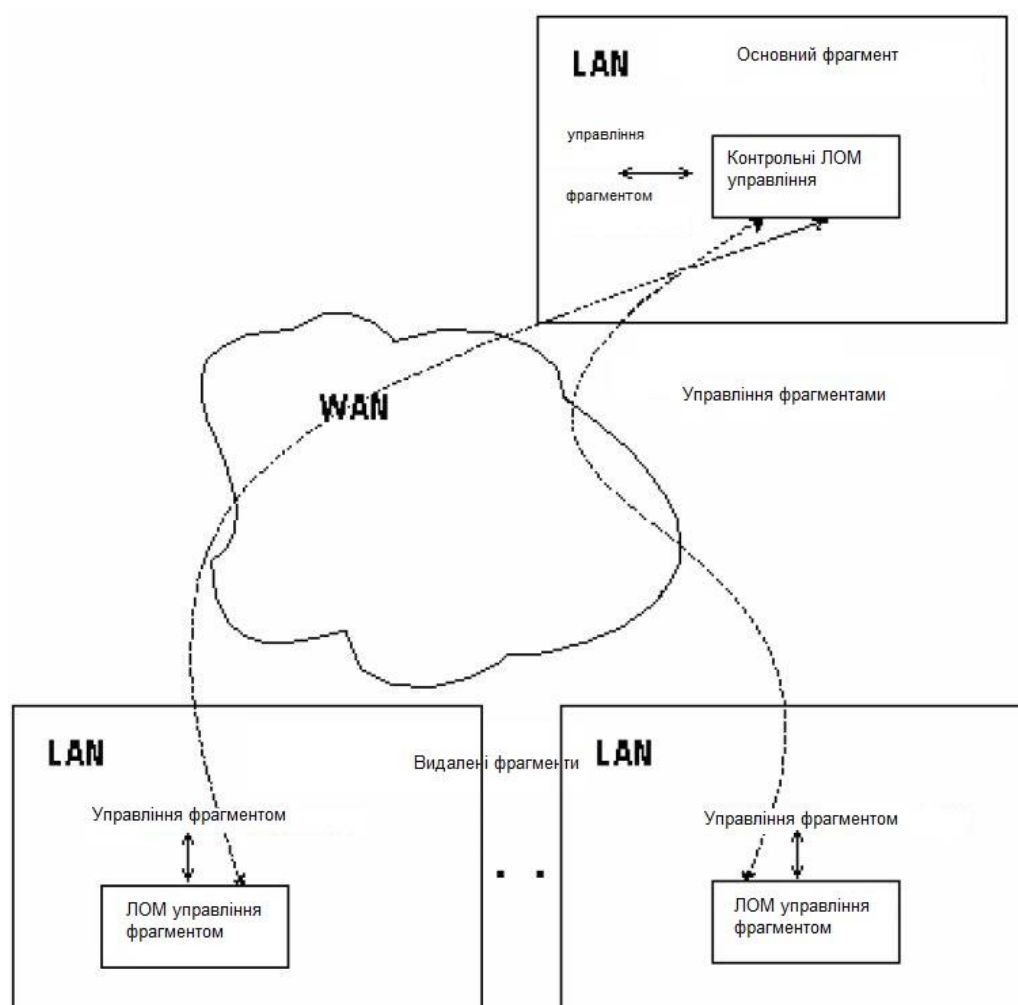 LAN
Основний фрагмент
управління
фрагментом
Контрольні ЛОМ
управління
WAN
Управління фрагментами
LAN
Видалені фрагменти
LAN
Управління фрагментом
Управління фрагментом
ЛОМ управління
фрагментом
ЛОМ управління
фрагментом